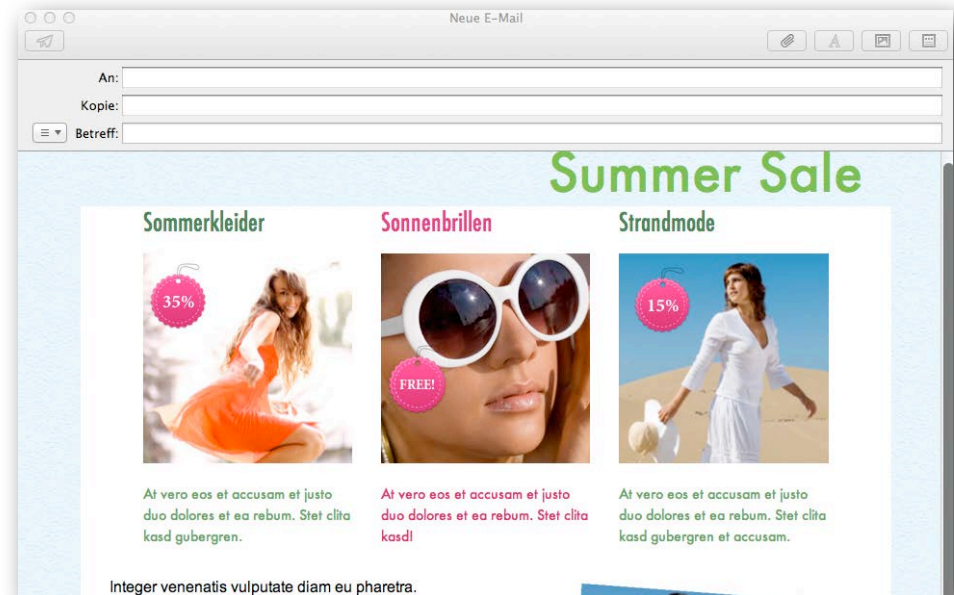 Neue E-Mail
An:
Kopie:
Betreff:
Summer Sale
Sommerkleider
35%
At vero eos et accusam et justo
duo dolores et ea rebum. Stet clita
kasd gubergren.
Sonnenbrillen
FREE!
At vero eos et accusam et justo
duo dolores et ea rebum. Stet clita
kasd!
Strandmode
15%
At vero eos et accusam et justo
duo dolores et ea rebum. Stet clita
kasd gubergren et accusam.
Integer venenatis vulputate diam eu pharetra.